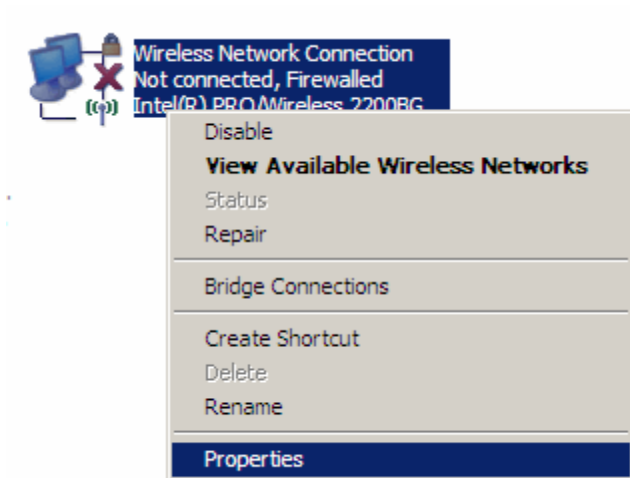 Wireless Network Connection
Not connected, Firewalled
Intel(R) PRO/Wireless 2200BG
Disable
View Available Wireless Networks
Status
Repair
Bridge Connections
Create Shortcut
Delete
Rename
Properties